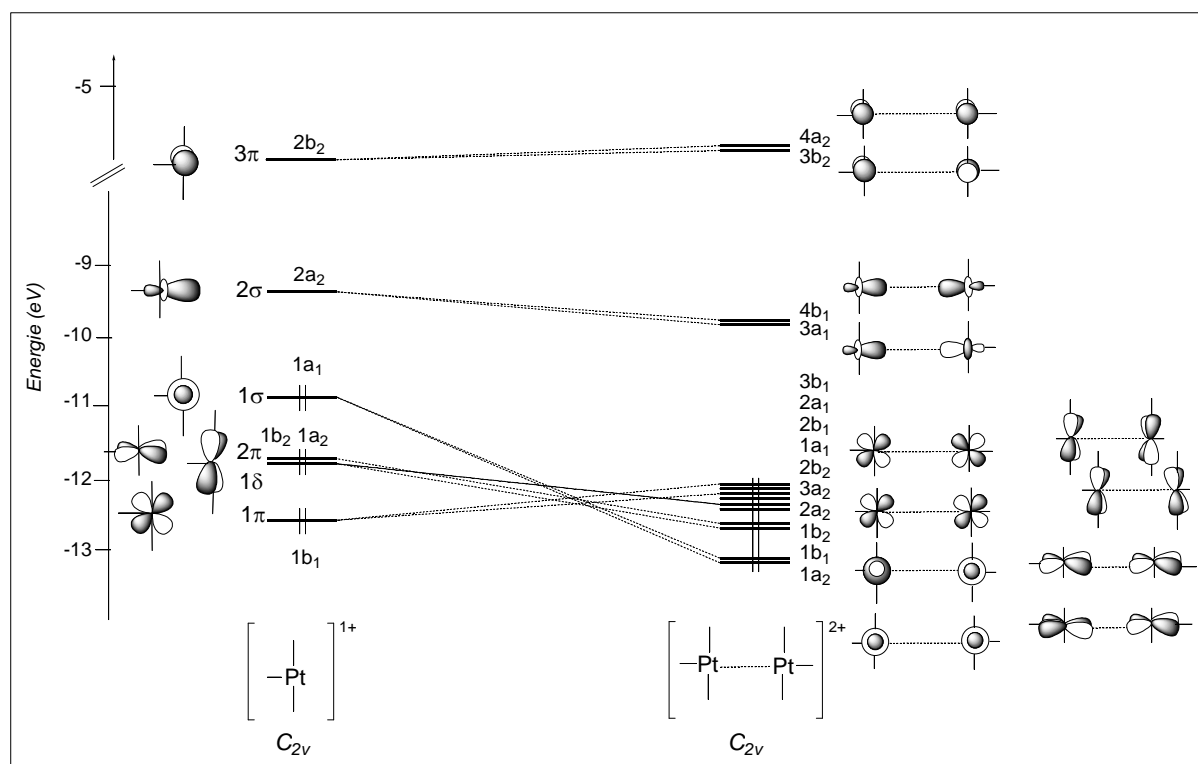 -5
-9
-10
-11
-12
-13
Energie (eV)
3π
2b₂
2σ
2a₂
1σ
1a₁
2π
1b₂ 1a₂
1δ
1π
1b₁
4a₂
3b₂
4b₁
3a₁
3b₁
2a₁
2b₁
1a₁
2b₂
3a₂
2a₂
1b₂
1b₁
1a₂
Pt
1+
C₂ᵥ
Pt Pt
2+
C₂ᵥ